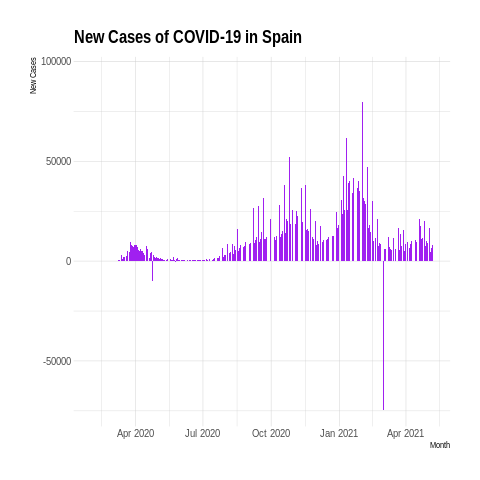 New Cases of COVID-19 in Spain
New Cases
100000
50000
0
-50000
Apr 2020 Jul 2020 Oct 2020 Jan 2021 Apr 2021
Month